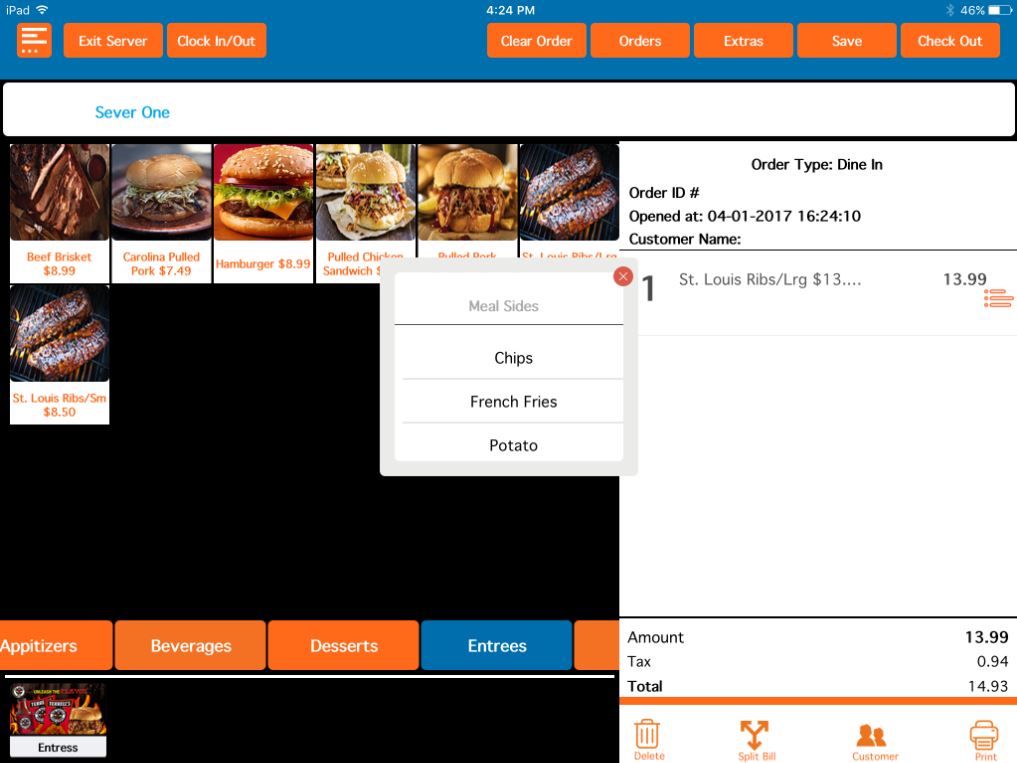 iPad 4:24 PM 46%
Exit Server Clock In/Out Clear Order Orders Extras Save Check Out
Sever One
Order Type: Dine In
Order ID #
Opened at: 04-01-2017 16:24:10
Customer Name:
Beef Brisket
$8.99
Carolina Pulled
Pork $7.49
Hamburger $8.99
Pulled Chicken
Sandwich $
Pulled Pork
St. Louis Ribs/Lrg
St. Louis Ribs/Sm
$8.50
Meal Sides
Chips
French Fries
Potato
1 St. Louis Ribs/Lrg $13.... 13.99
Appitizers Beverages Desserts Entrees
UNLEASH THE
Entress
Amount 13.99
Tax 0.94
Total 14.93
Delete Split Bill Customer Print